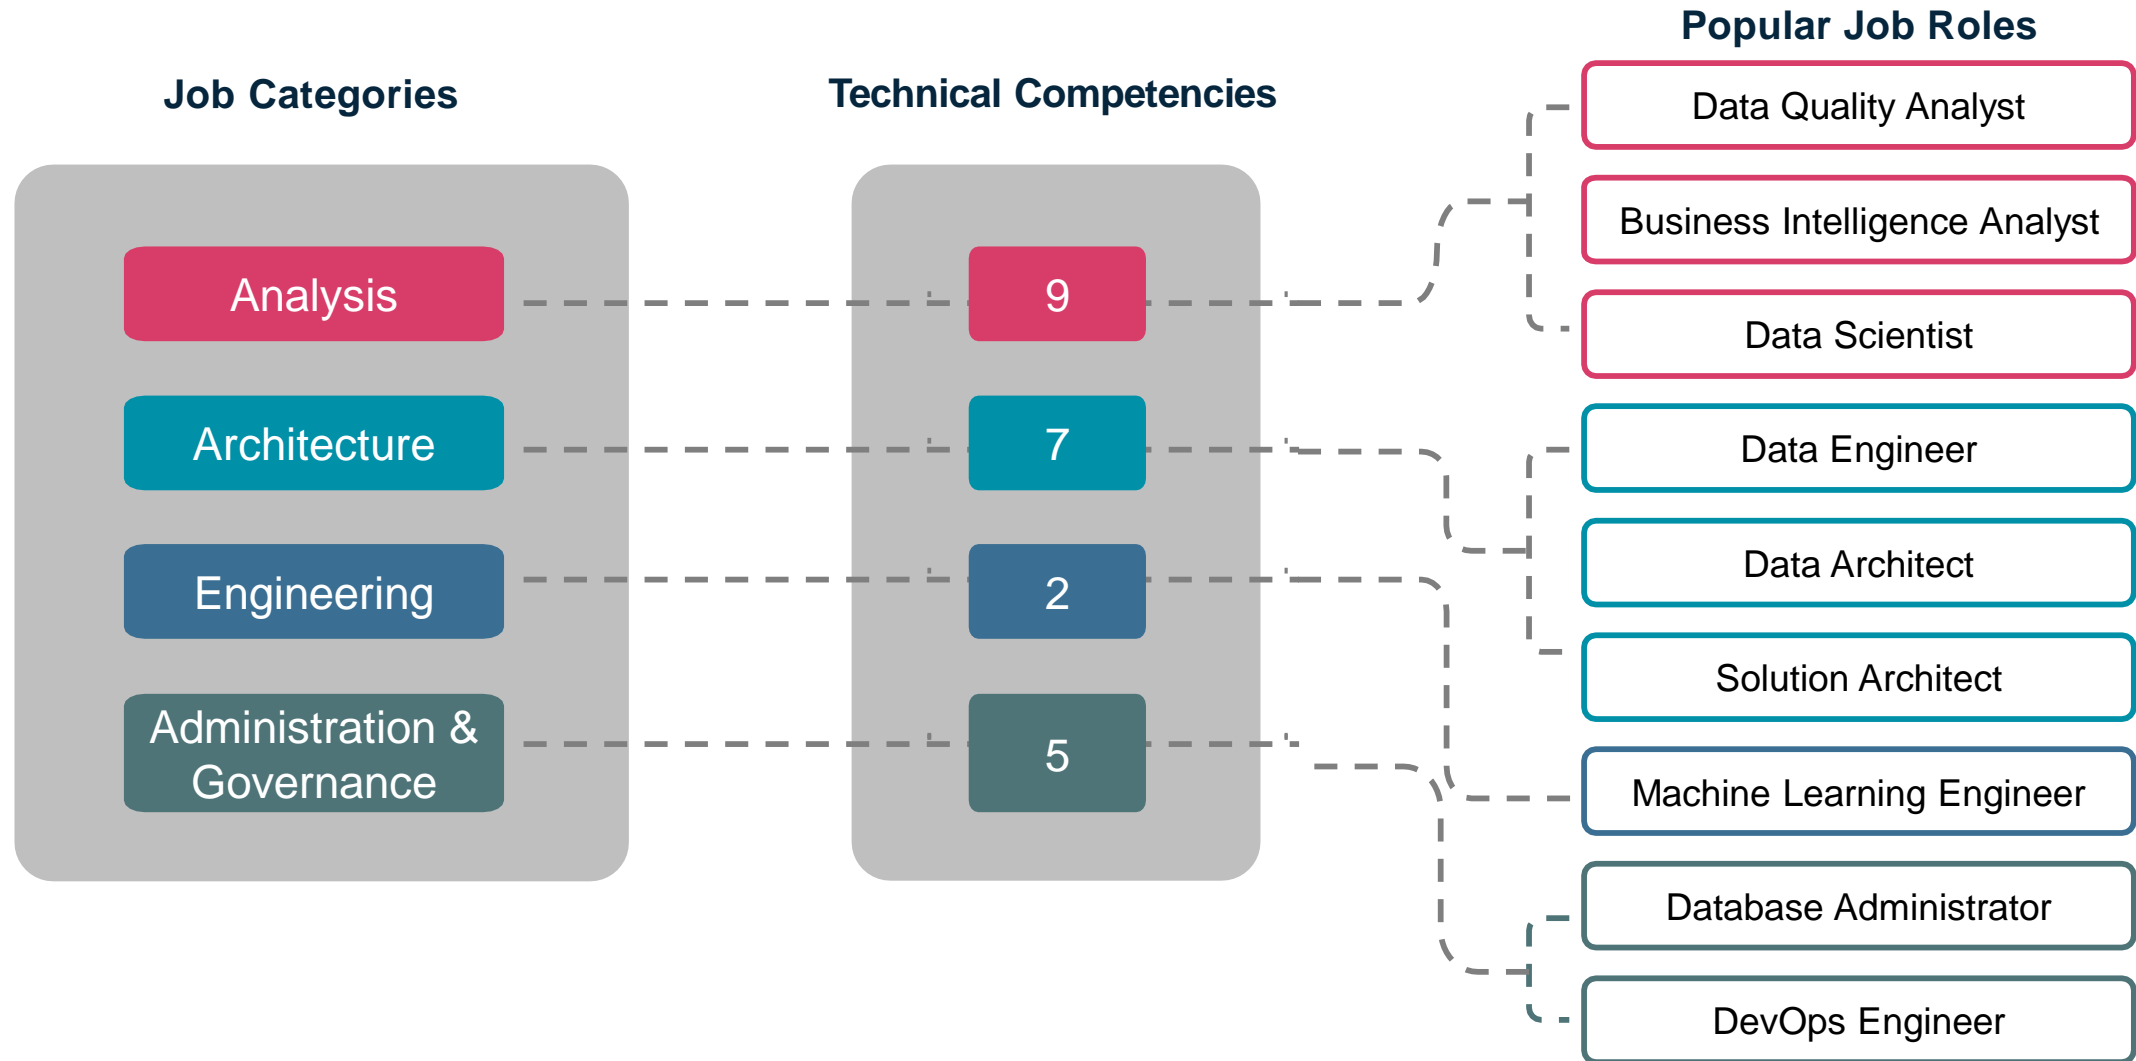 Popular Job Roles
Job Categories
Technical Competencies
Analysis
Architecture
Engineering
Administration &
Governance
9
7
2
5
Data Quality Analyst
Business Intelligence Analyst
Data Scientist
Data Engineer
Data Architect
Solution Architect
Machine Learning Engineer
Database Administrator
DevOps Engineer